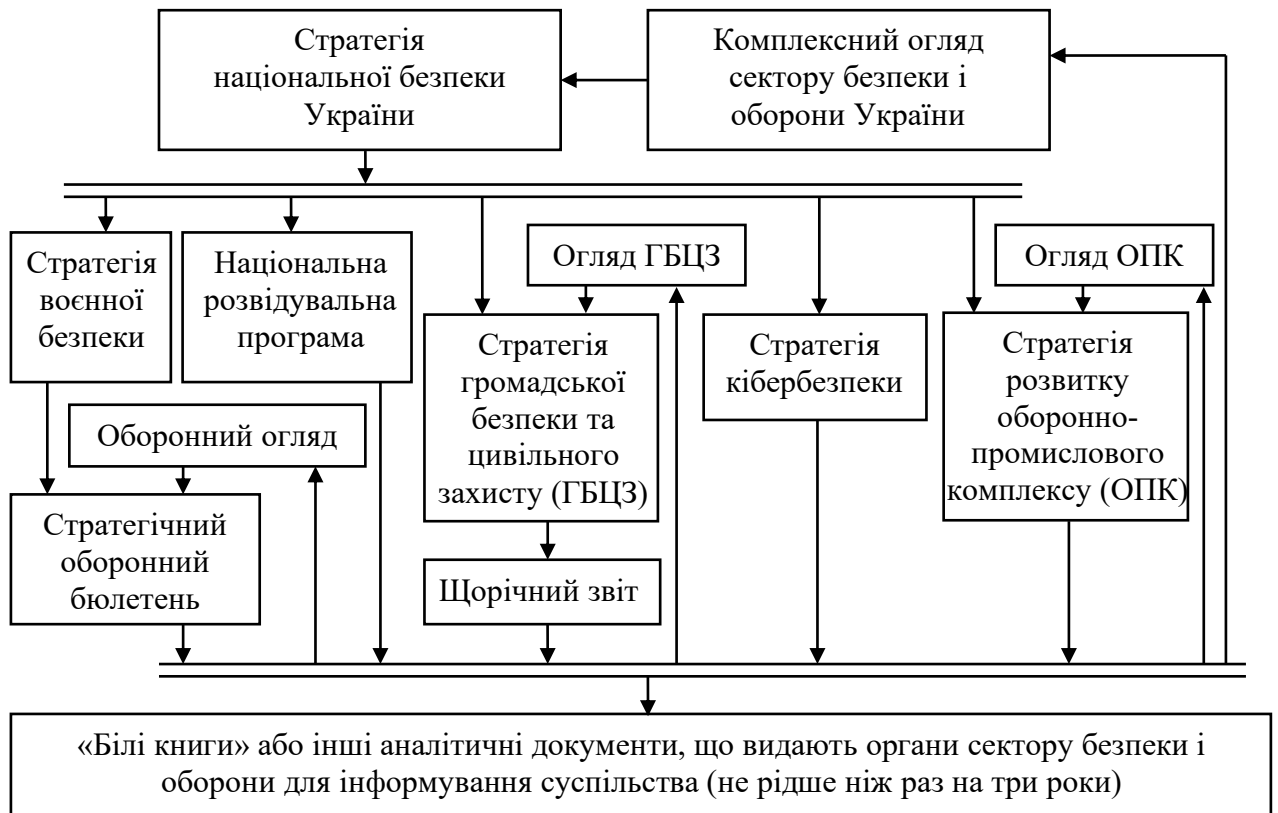 Стратегія
національної безпеки
України
Комплексний огляд
сектору безпеки і
оборони України
Стратегія
воєнної
безпеки
Національна
розвідувальна
програма
Огляд ГБЦЗ
Огляд ОПК
Стратегія
громадської
безпеки та
цивільного
захисту (ГБЦЗ)
Стратегія
кібербезпеки
Стратегія
розвитку
оборонно-
промислового
комплексу (ОПК)
Оборонний огляд
Стратегічний
оборонний
бюлетень
Щорічний звіт
«Білі книги» або інші аналітичні документи, що видають органи сектору безпеки і
оборони для інформування суспільства (не рідше ніж раз на три роки)